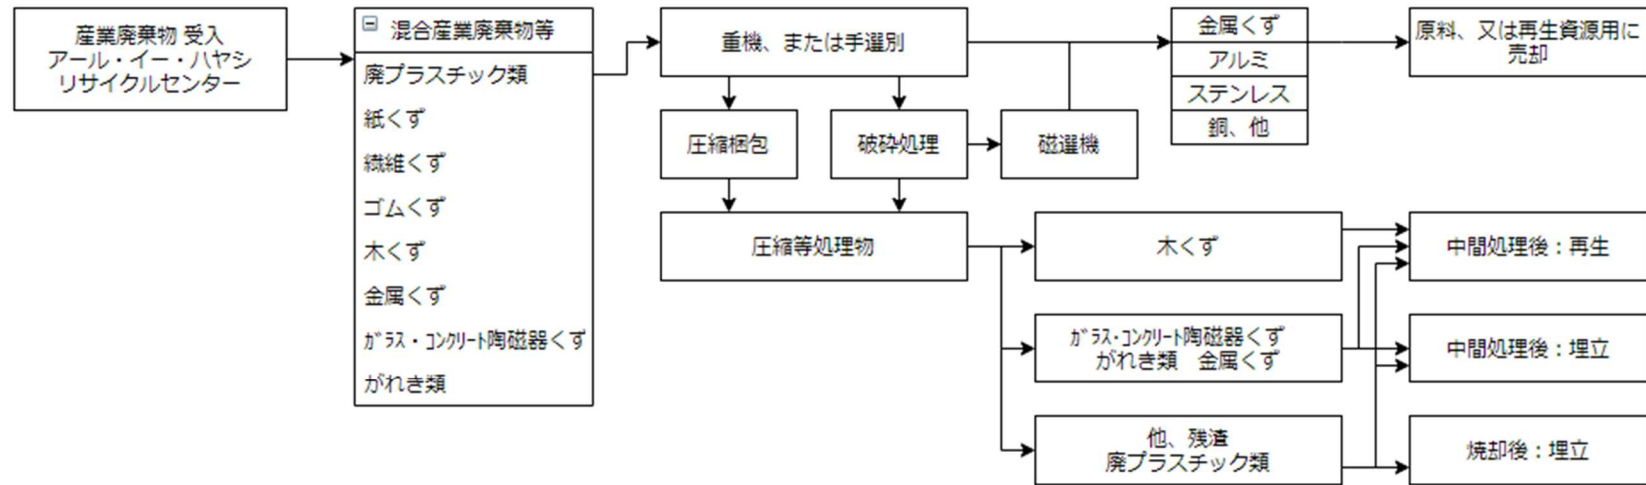 産業廃棄物 受入
アール・イー・ハヤシ
リサイクルセンター
混合産業廃棄物等
廃プラスチック類
紙くず
繊維くず
ゴムくず
木くず
金属くず
ｶﾞﾗｽ・ｺﾝｸﾘｰﾄ陶磁器くず
がれき類
重機、または手選別
圧縮梱包
破砕処理
磁選機
金属くず
アルミ
ステンレス
銅、他
原料、又は再生資源用に
売却
圧縮等処理物
木くず
ｶﾞﾗｽ･ｺﾝｸﾘｰﾄ陶磁器くず
がれき類　金属くず
他、残渣
廃プラスチック類
中間処理後：再生
中間処理後：埋立
焼却後：埋立